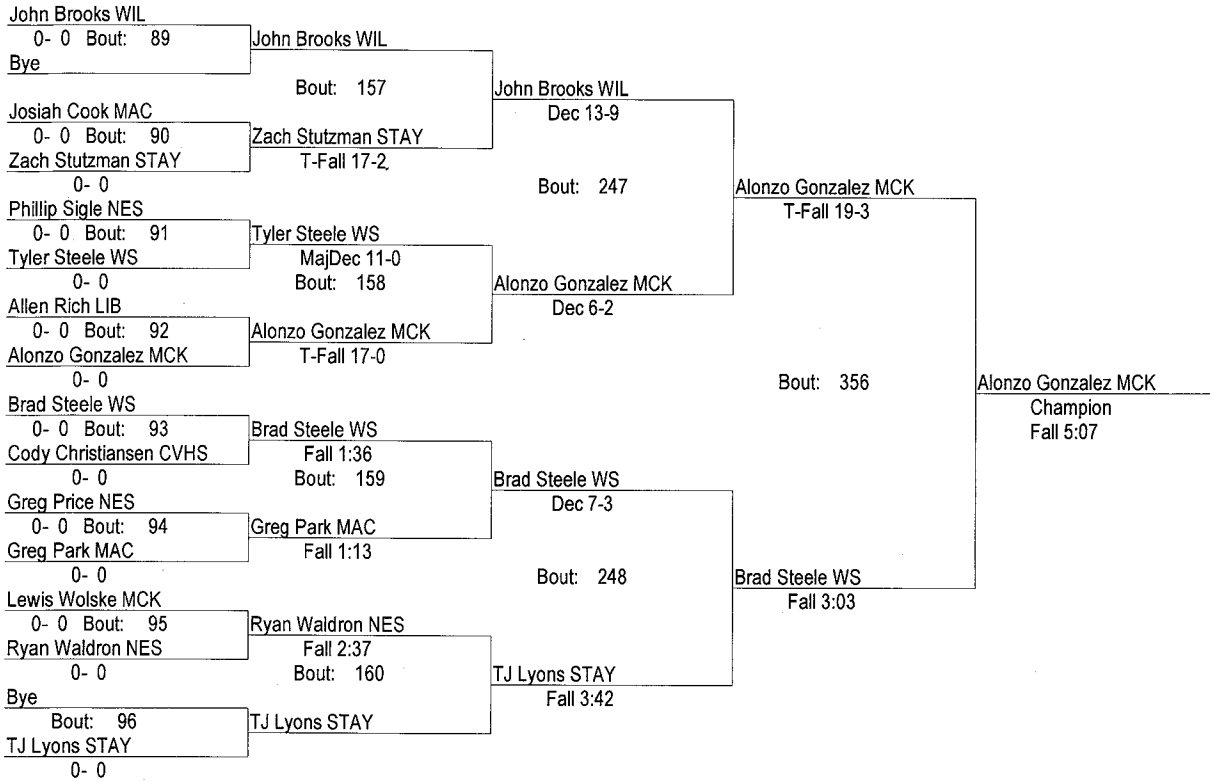 John Brooks WIL
0- 0 Bout: 89
Bye
John Brooks WIL
Bout: 157
Josiah Cook MAC
0- 0 Bout: 90
Zach Stutzman STAY
0- 0
Zach Stutzman STAY
T-Fall 17-2
John Brooks WIL
Dec 13-9
Bout: 247
Phillip Sigle NES
0- 0 Bout: 91
Tyler Steele WS
0- 0
Tyler Steele WS
MajDec 11-0
Bout: 158
Allen Rich LIB
0- 0 Bout: 92
Alonzo Gonzalez MCK
0- 0
Alonzo Gonzalez MCK
T-Fall 17-0
Alonzo Gonzalez MCK
Dec 6-2
Alonzo Gonzalez MCK
T-Fall 19-3
Bout: 356
Brad Steele WS
0- 0 Bout: 93
Cody Christiansen CVHS
0- 0
Brad Steele WS
Fall 1:36
Bout: 159
Greg Price NES
0- 0 Bout: 94
Greg Park MAC
0- 0
Greg Park MAC
Fall 1:13
Brad Steele WS
Dec 7-3
Bout: 248
Lewis Wolske MCK
0- 0 Bout: 95
Ryan Waldron NES
0- 0
Ryan Waldron NES
Fall 2:37
Bout: 160
Bye
Bout: 96
TJ Lyons STAY
0- 0
TJ Lyons STAY
TJ Lyons STAY
Fall 3:42
Brad Steele WS
Fall 3:03
Alonzo Gonzalez MCK
Champion
Fall 5:07